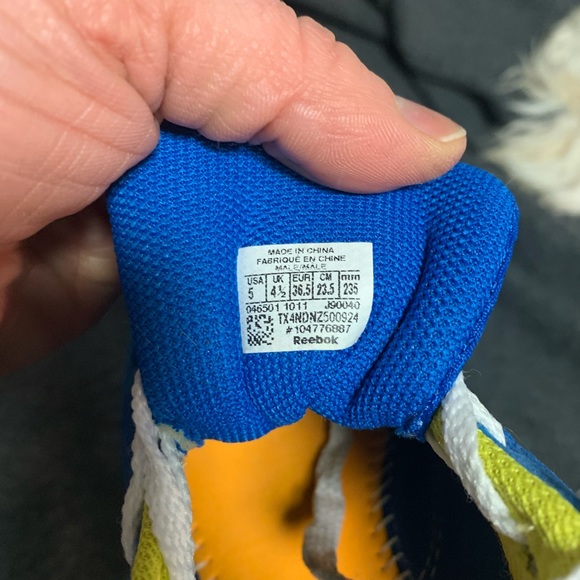 MADE IN CHINA
FABRIQUÉ EN CHINE
MALE/MALE
USA UK EUR CM mm
5 4½ 36.5 23.5 235
046501 1011 J90040
TX4NDNZ500924
#104776887
Reebok